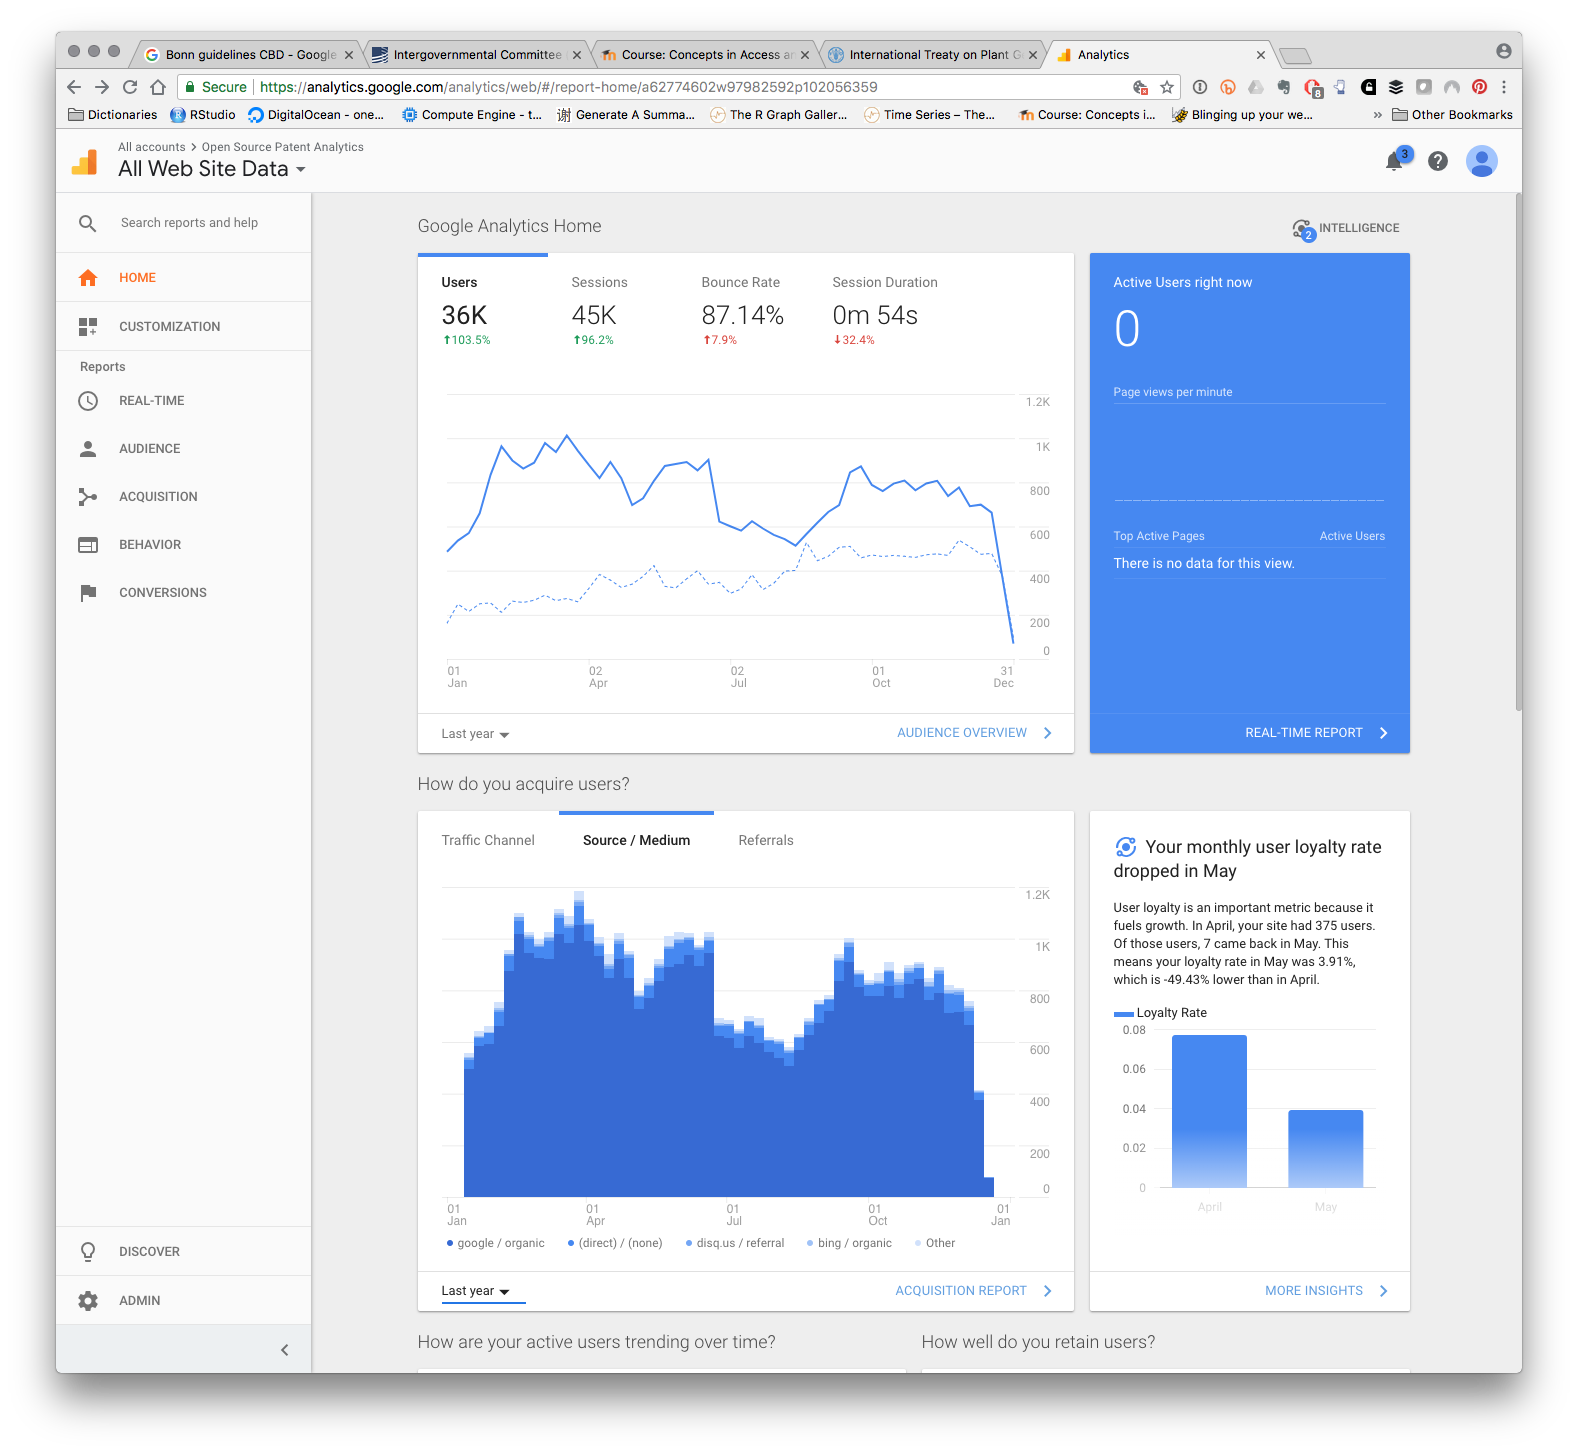 Bonn guidelines CBD - Google
Intergovernmental Committee
Course: Concepts in Access an
International Treaty on Plant G
Analytics
Secure
https://analytics.google.com/analytics/web/#/report-home/a62774602w97982592p102056359
8
Dictionaries
RStudio
DigitalOcean - one...
Compute Engine - t...
谢 Generate A Summa...
The R Graph Galler...
Time Series – The...
Course: Concepts i...
Blinging up your we...
»
Other Bookmarks
All accounts > Open Source Patent Analytics
All Web Site Data
3
Search reports and help
HOME
CUSTOMIZATION
Reports
REAL-TIME
AUDIENCE
ACQUISITION
BEHAVIOR
CONVERSIONS
DISCOVER
ADMIN
Google Analytics Home
2 INTELLIGENCE
Users
36K
↑103.5%
Sessions
45K
↑96.2%
Bounce Rate
87.14%
↑7.9%
Session Duration
0m 54s
↓32.4%
1.2K
1K
800
600
400
200
0
01 Jan
02 Apr
02 Jul
01 Oct
31 Dec
Last year
AUDIENCE OVERVIEW
Active Users right now
0
Page views per minute
Top Active Pages
Active Users
There is no data for this view.
REAL-TIME REPORT
How do you acquire users?
Traffic Channel
Source / Medium
Referrals
1.2K
1K
800
600
400
200
0
01 Jan
01 Apr
01 Jul
01 Oct
01 Jan
google / organic
(direct) / (none)
disq.us / referral
bing / organic
Other
Last year
ACQUISITION REPORT
Your monthly user loyalty rate
dropped in May
User loyalty is an important metric because it
fuels growth. In April, your site had 375 users.
Of those users, 7 came back in May. This
means your loyalty rate in May was 3.91%,
which is -49.43% lower than in April.
Loyalty Rate
0.08
0.06
0.04
0.02
0
April
May
MORE INSIGHTS
How are your active users trending over time?
How well do you retain users?